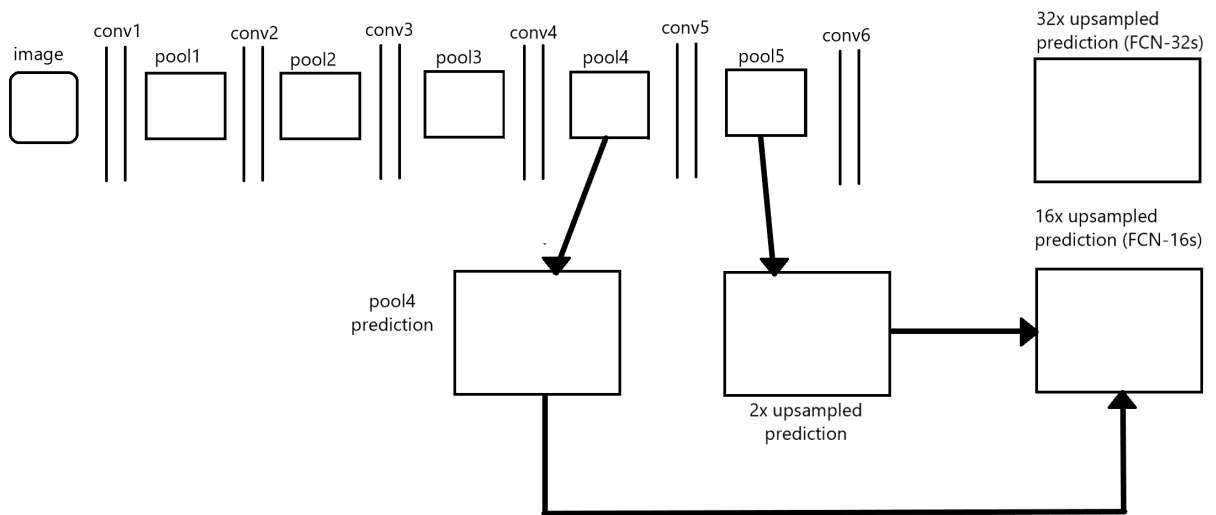 image
conv1
pool1
conv2
pool2
conv3
pool3
conv4
pool4
conv5
pool5
conv6
32x upsampled
prediction (FCN-32s)
16x upsampled
prediction (FCN-16s)
pool4
prediction
2x upsampled
prediction